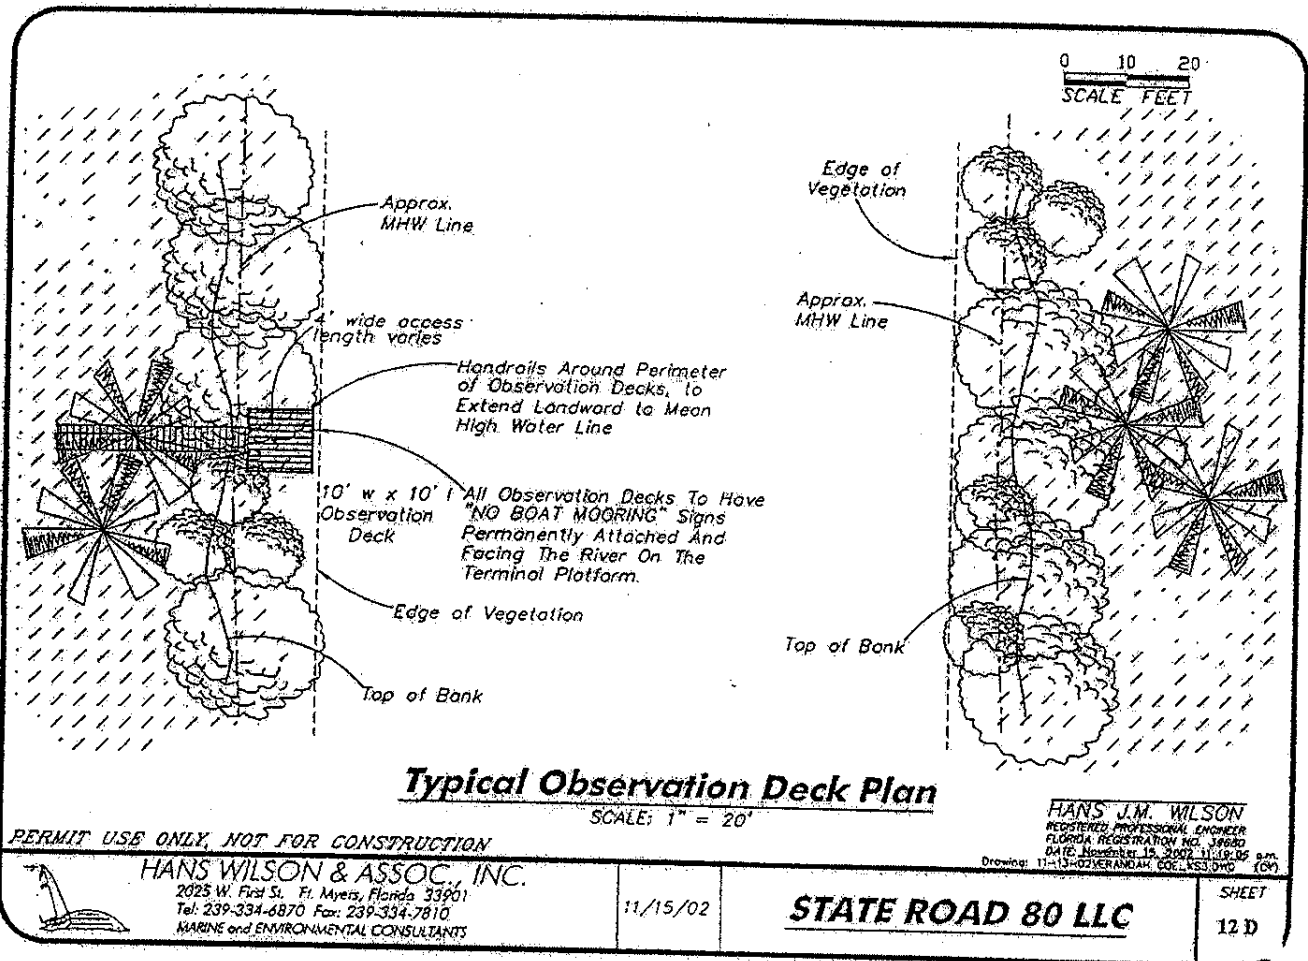 0 10 20
SCALE FEET
Approx.
MHW Line
wide access
length varies
Handrails Around Perimeter
of Observation Decks, to
Extend Landward to Mean
High Water Line
10' w x 10' l
Observation
Deck
All Observation Decks To Have
"NO BOAT MOORING" Signs
Permanently Attached And
Facing The River On The
Terminal Platform.
Edge of Vegetation
Top of Bank
Edge of
Vegetation
Approx.
MHW Line
Top of Bank
Typical Observation Deck Plan
SCALE: 1" = 20'
PERMIT USE ONLY, NOT FOR CONSTRUCTION
HANS J.M. WILSON
REGISTERED PROFESSIONAL ENGINEER
FLORIDA REGISTRATION NO.
DATE: November 15, 2002
Drawing:
HANS WILSON & ASSOC., INC.
2025 W. First St. Ft. Myers, Florida 33901
Tel: 239-334-6870 Fax: 239-334-7810
MARINE and ENVIRONMENTAL CONSULTANTS
11/15/02
STATE ROAD 80 LLC
SHEET
12 D